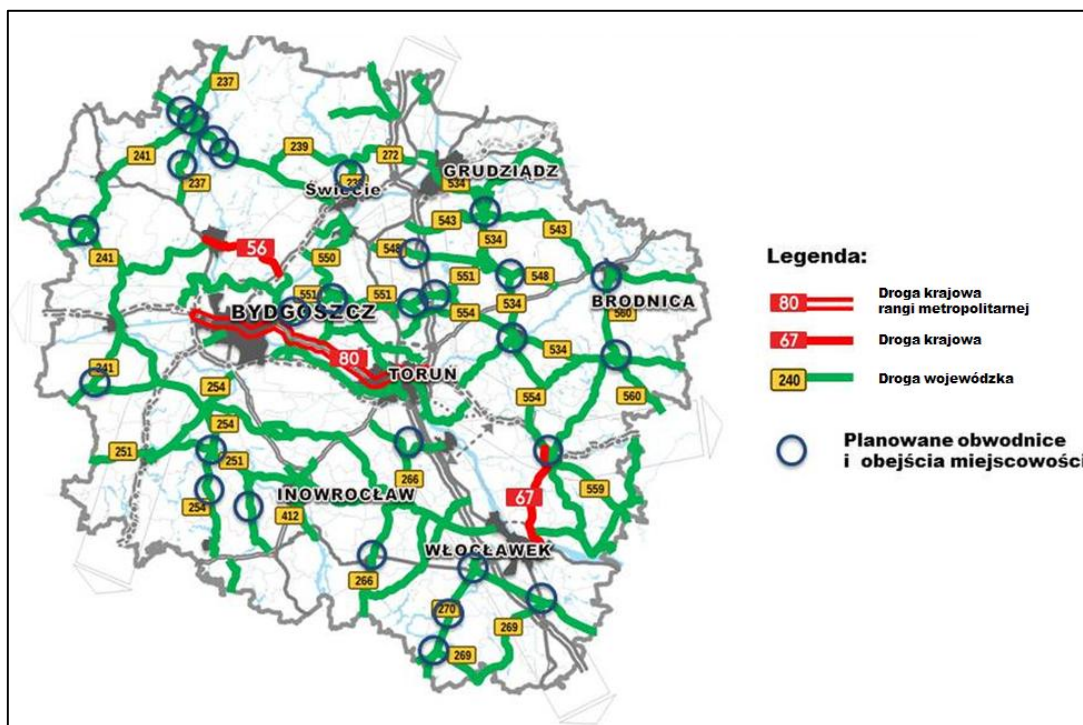 237
241
239
272
GRUDZIĄDZ
534
237
Świecie
543
543
241
56
548
534
550
551
548
551
551
BRODNICA
534
554
560
BYDGOSZCZ
80
534
TORUŃ
241
254
554
560
254
251
251
266
559
INOWROCŁAW
67
254
412
WŁOCŁAWEK
266
270
269
269
Legenda:
80 Droga krajowa
rangi metropolitarnej
67 Droga krajowa
240 Droga wojewódzka
Planowane obwodnice
i obejścia miejscowości